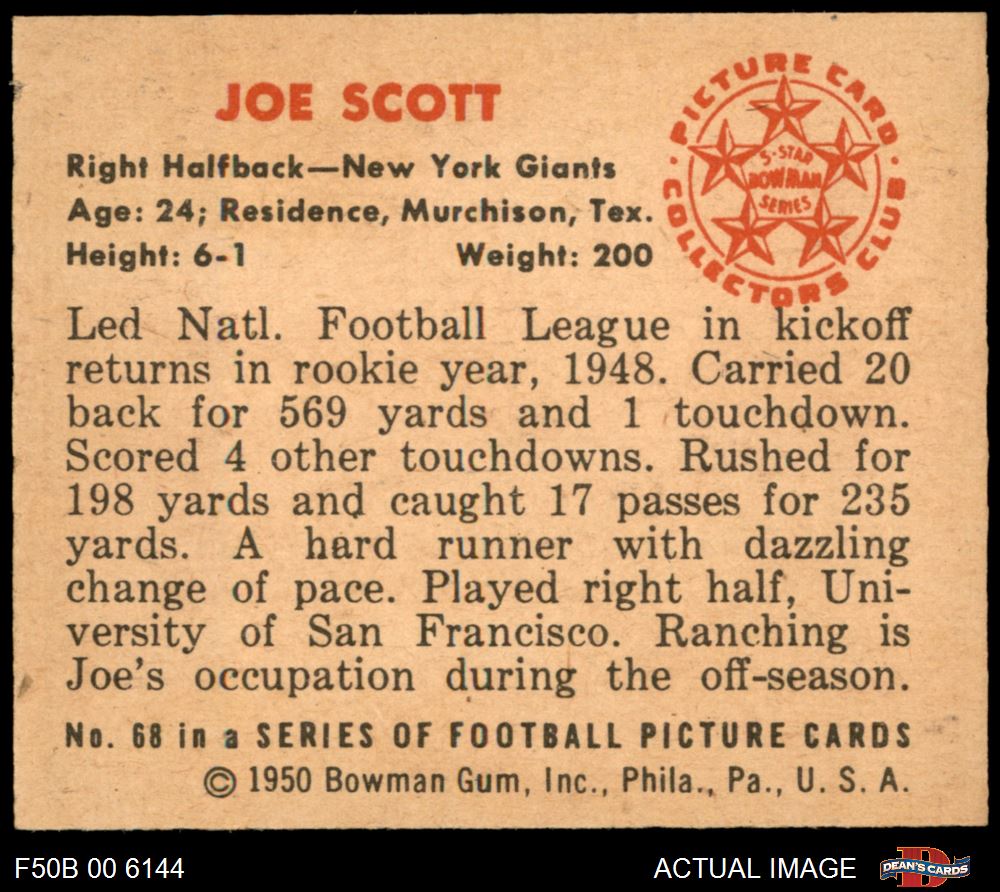 JOE SCOTT
Right Halfback—New York Giants
Age: 24; Residence, Murchison, Tex.
Height: 6-1 Weight: 200
PICTURE CARD
COLLECTORS CLUB
5-STAR
BOWMAN
SERIES
Led Natl. Football League in kickoff
returns in rookie year, 1948. Carried 20
back for 569 yards and 1 touchdown.
Scored 4 other touchdowns. Rushed for
198 yards and caught 17 passes for 235
yards. A hard runner with dazzling
change of pace. Played right half, Uni-
versity of San Francisco. Ranching is
Joe's occupation during the off-season.
No. 68 in a SERIES OF FOOTBALL PICTURE CARDS
© 1950 Bowman Gum, Inc., Phila., Pa., U. S. A.
F50B 00 6144 ACTUAL IMAGE DEAN'S CARDS